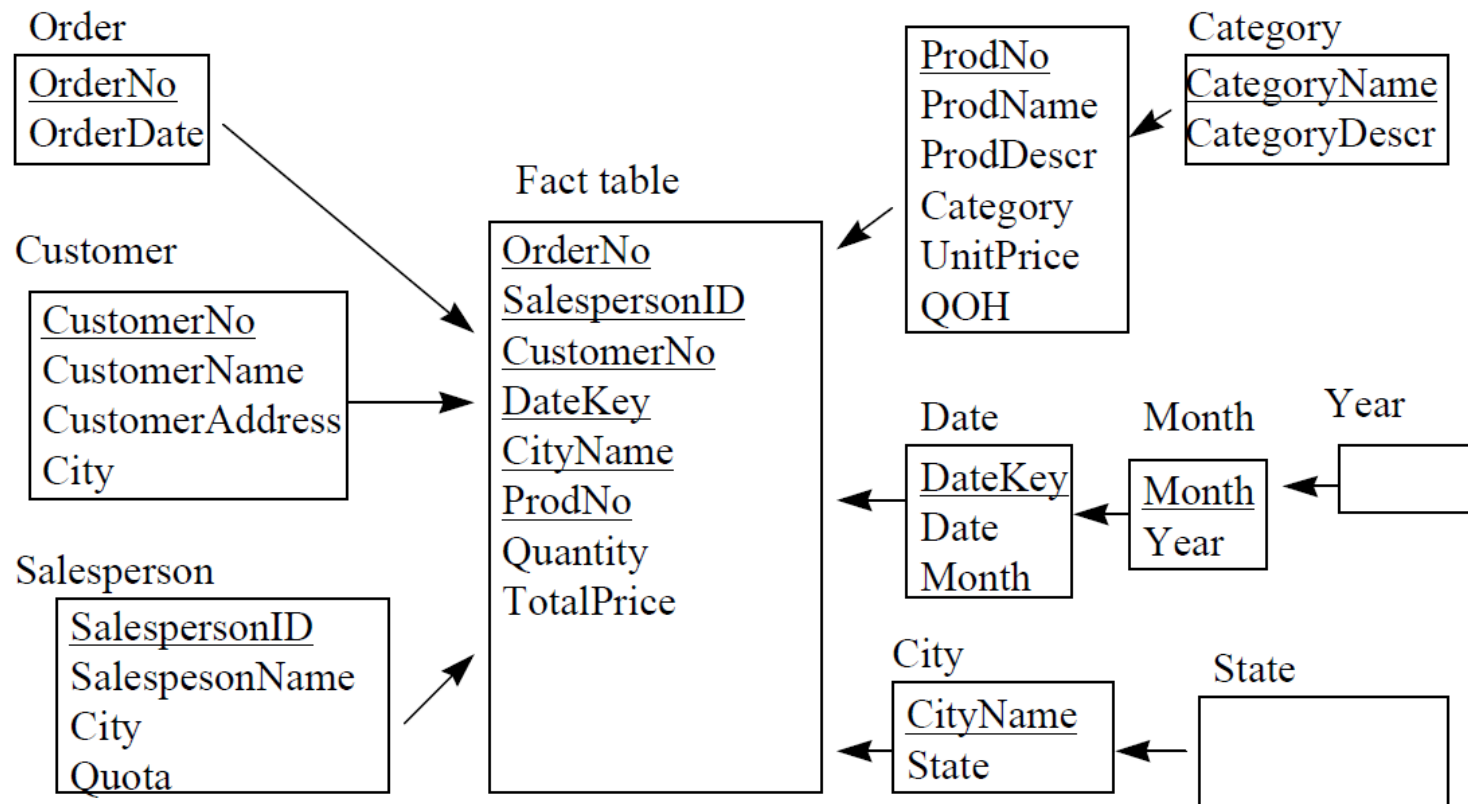 Order
OrderNo
OrderDate
Customer
CustomerNo
CustomerName
CustomerAddress
City
Salesperson
SalespersonID
SalespesonName
City
Quota
Fact table
OrderNo
SalespersonID
CustomerNo
DateKey
CityName
ProdNo
Quantity
TotalPrice
ProdNo
ProdName
ProdDescr
Category
UnitPrice
QOH
Category
CategoryName
CategoryDescr
Date
DateKey
Date
Month
Month
Month
Year
Year
City
CityName
State
State